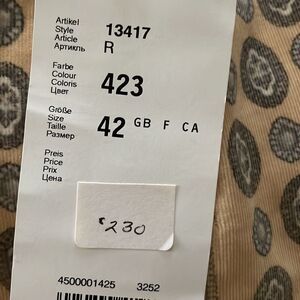 Artikel
Style 13417
Article R
Артикль
Farbe
Colour 423
Coloris
Цвет
Größe
Size 42 GB F CA
Taille
Размер
Preis
Price
Prix
Цена
230
4500001425 3252